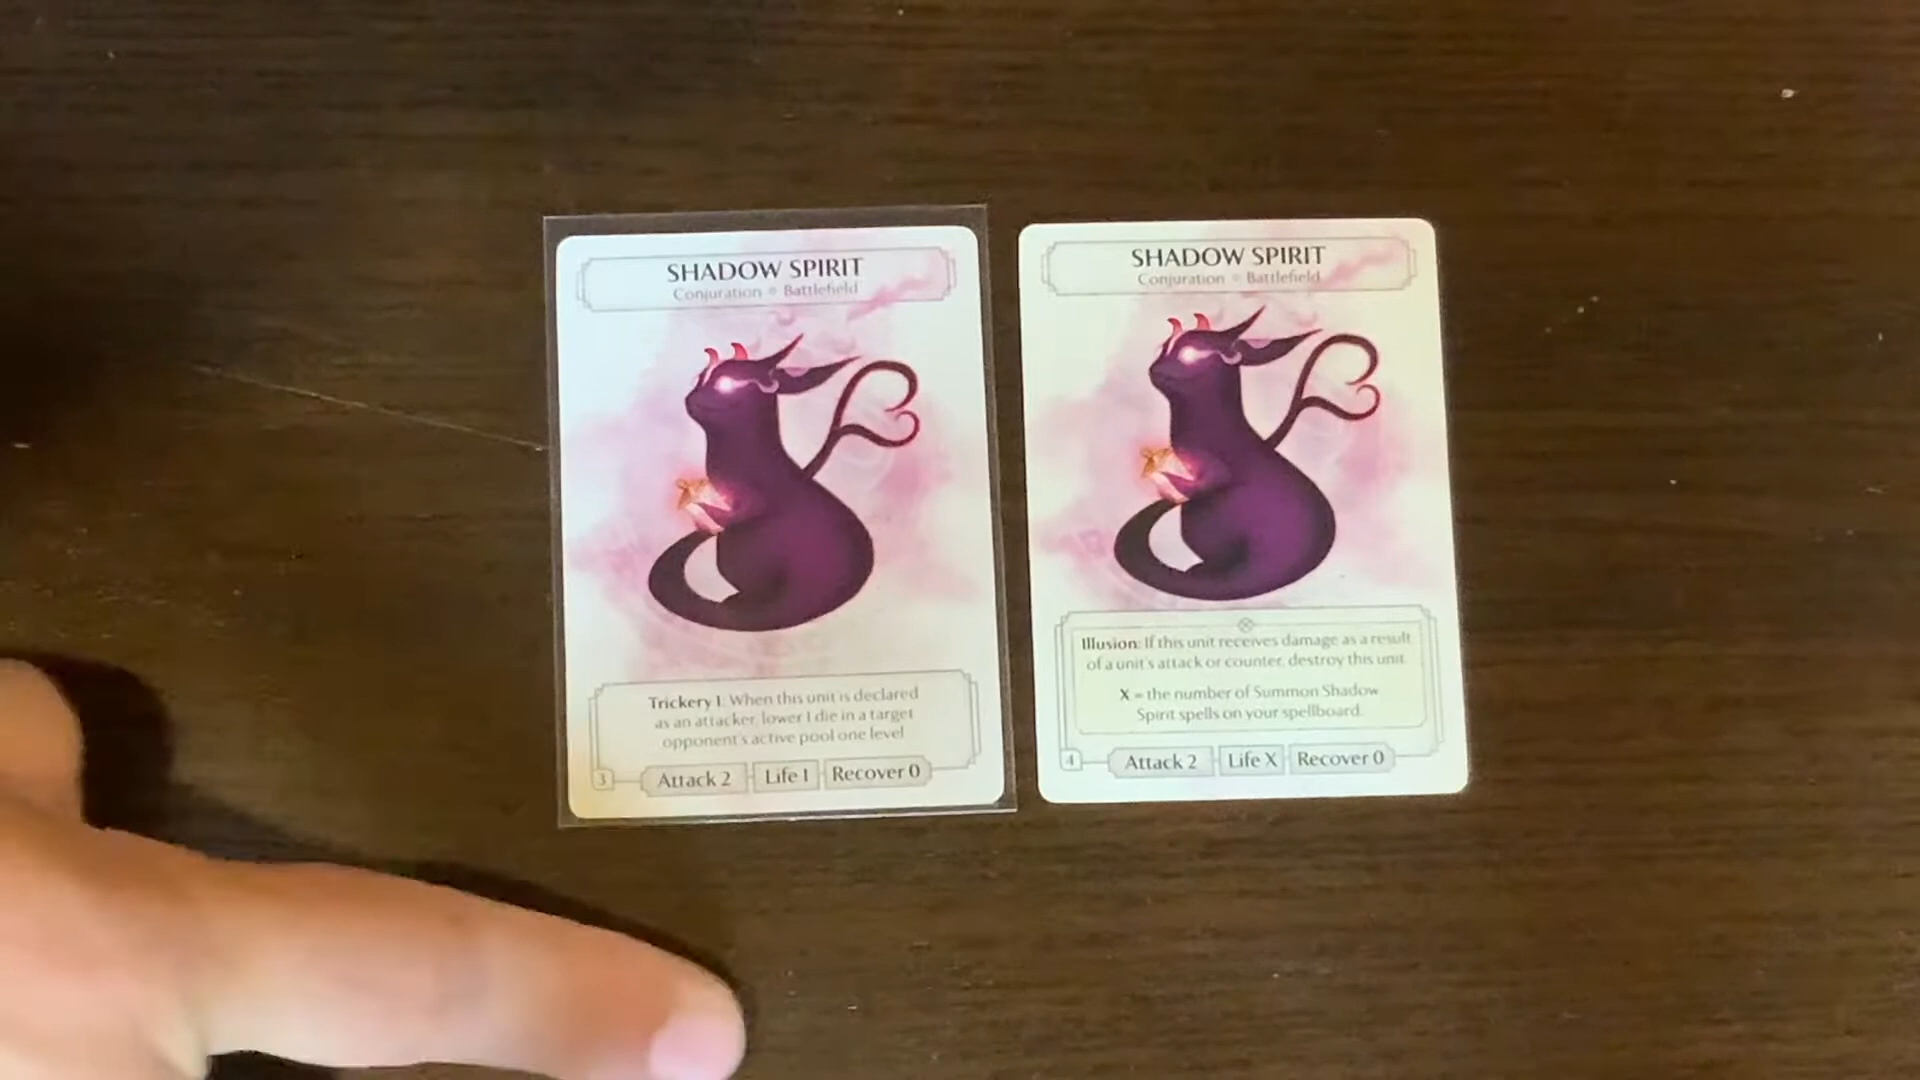 SHADOW SPIRIT
Conjuration Battlefield
Trickery 1: When this unit is declared
as an attacker, lower 1 die in a target
opponent's active pool one level
3
Attack 2
Life 1
Recover 0
SHADOW SPIRIT
Conjuration Battlefield
Illusion: If this unit receives damage as a result
of a unit's attack or counter, destroy this unit.
X = the number of Summon Shadow
Spirit spells on your spellboard.
4
Attack 2
Life X
Recover 0